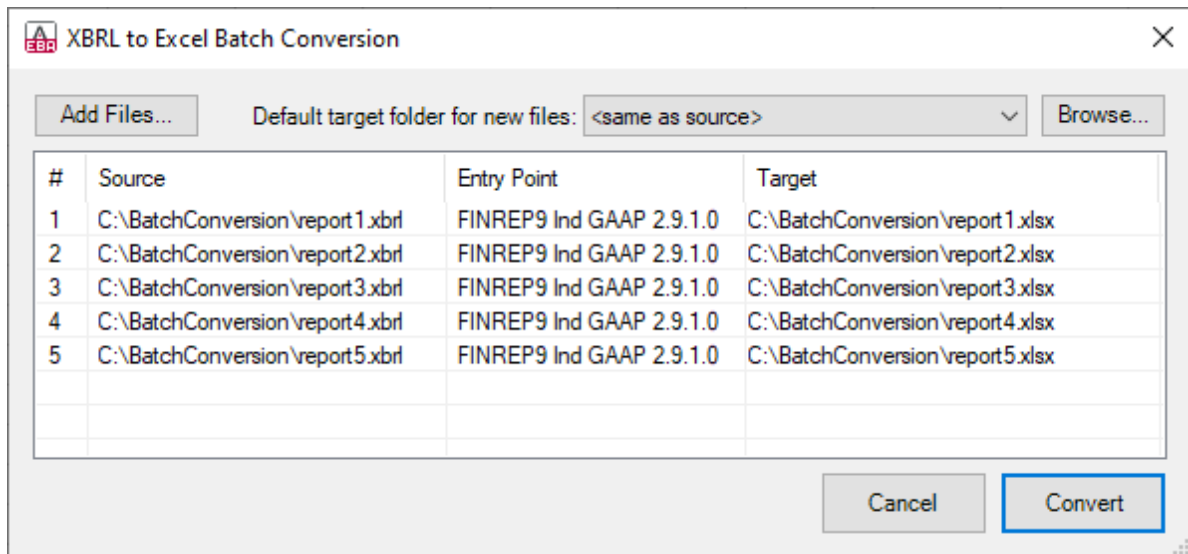 A EBA XBRL to Excel Batch Conversion
Add Files... Default target folder for new files: <same as source> Browse...
# Source Entry Point Target
1 C:\BatchConversion\report1.xbrl FINREP9 Ind GAAP 2.9.1.0 C:\BatchConversion\report1.xlsx
2 C:\BatchConversion\report2.xbrl FINREP9 Ind GAAP 2.9.1.0 C:\BatchConversion\report2.xlsx
3 C:\BatchConversion\report3.xbrl FINREP9 Ind GAAP 2.9.1.0 C:\BatchConversion\report3.xlsx
4 C:\BatchConversion\report4.xbrl FINREP9 Ind GAAP 2.9.1.0 C:\BatchConversion\report4.xlsx
5 C:\BatchConversion\report5.xbrl FINREP9 Ind GAAP 2.9.1.0 C:\BatchConversion\report5.xlsx
Cancel Convert